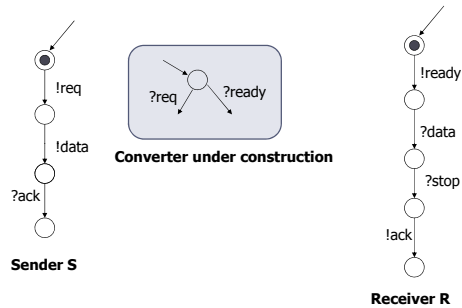 !req
!data
?ack
Sender S
?req
?ready
Converter under construction
!ready
?data
?stop
!ack
Receiver R